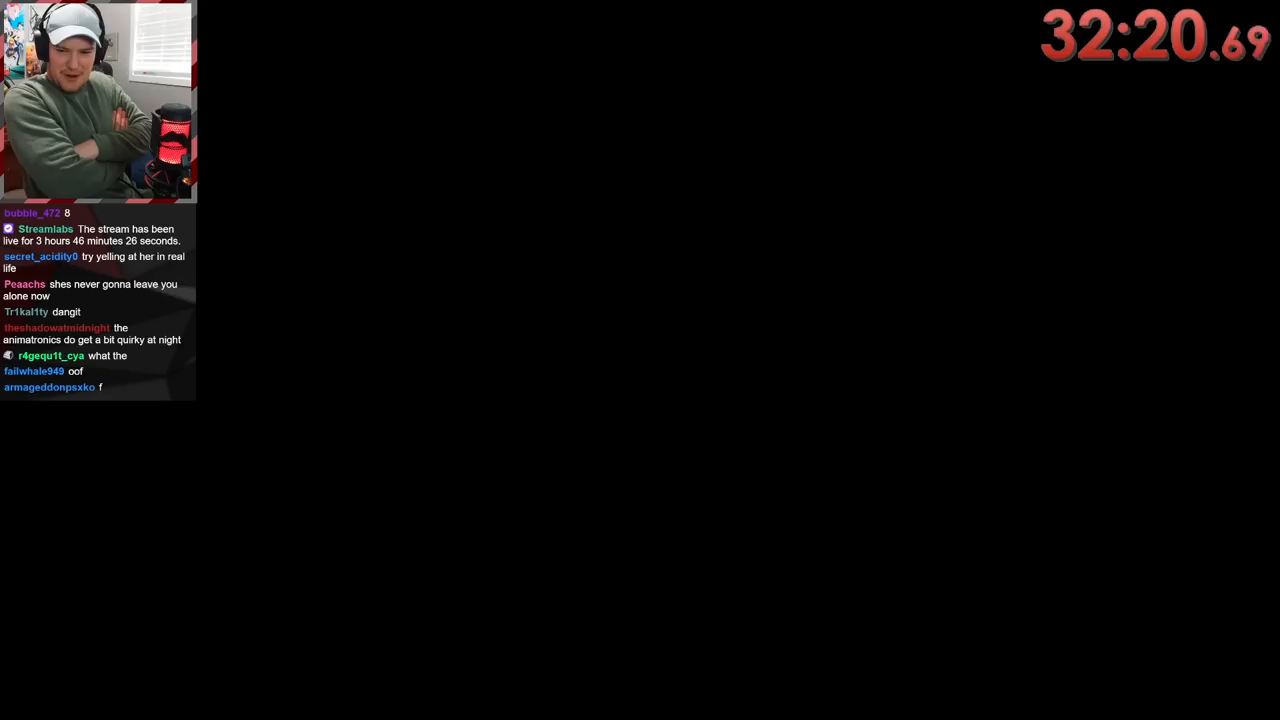 32:20.69
bubble_472 8
Streamlabs The stream has been
live for 3 hours 46 minutes 26 seconds.
secret_acidity0 try yelling at her in real
life
Peaachs shes never gonna leave you
alone now
Tr1kal1ty dangit
theshadowatmidnight the
animatronics do get a bit quirky at night
r4gequ1t_cya what the
failwhale949 oof
armageddonpsxko f